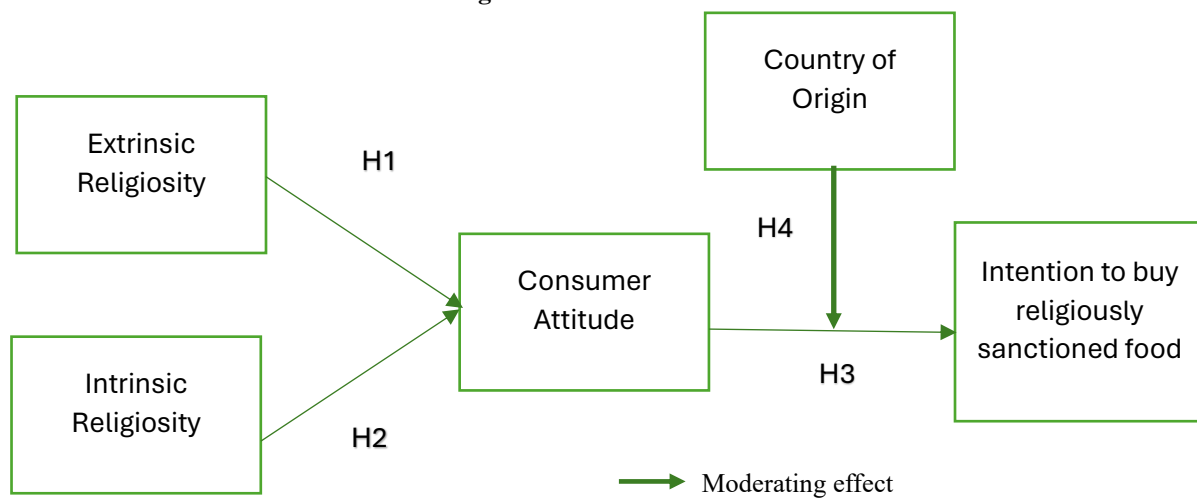 Country of
Origin
Extrinsic
Religiosity
H1
H4
Consumer
Attitude
Intention to buy
religiously
sanctioned food
H3
Intrinsic
Religiosity
H2
Moderating effect